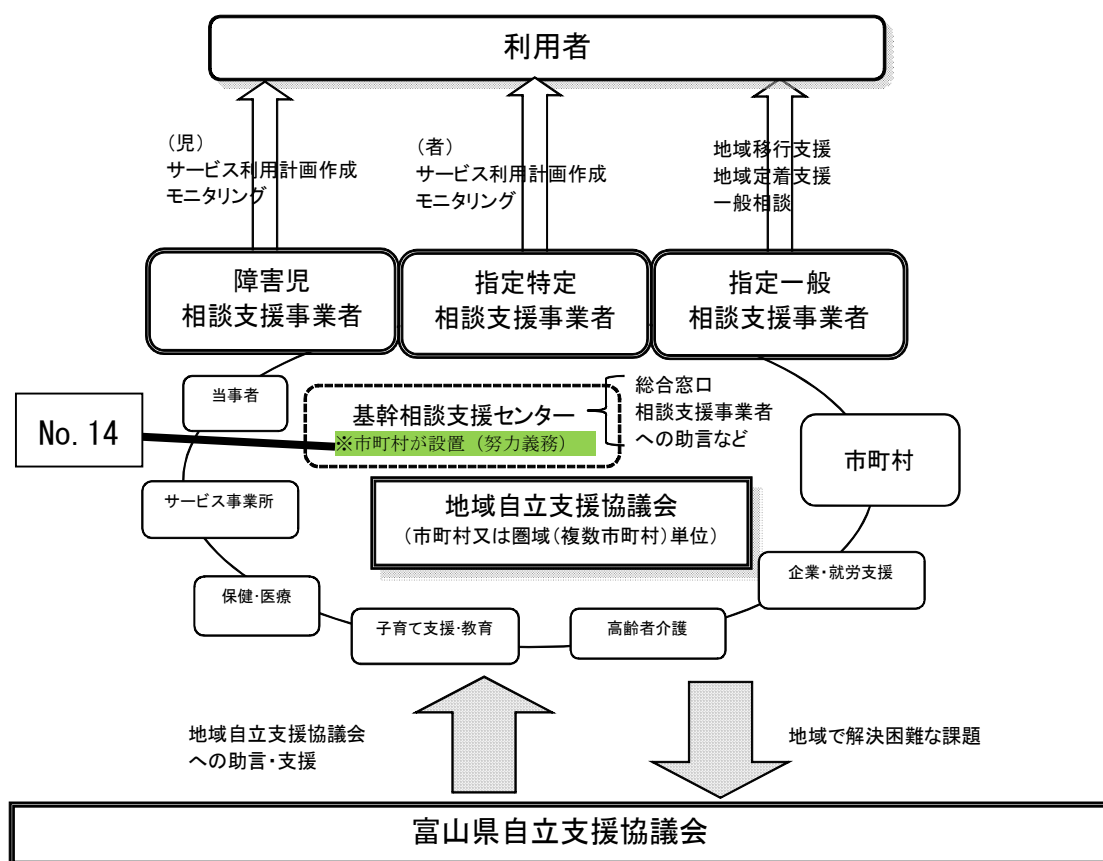 利用者
(児)
サービス利用計画作成
モニタリング
(者)
サービス利用計画作成
モニタリング
地域移行支援
地域定着支援
一般相談
障害児
相談支援事業者
指定特定
相談支援事業者
指定一般
相談支援事業者
当事者
No. 14
基幹相談支援センター
※市町村が設置（努力義務）
総合窓口
相談支援事業者
への助言など
市町村
サービス事業所
地域自立支援協議会
(市町村又は圏域(複数市町村)単位)
企業・就労支援
保健・医療
子育て支援・教育
高齢者介護
地域自立支援協議会
への助言・支援
地域で解決困難な課題
富山県自立支援協議会